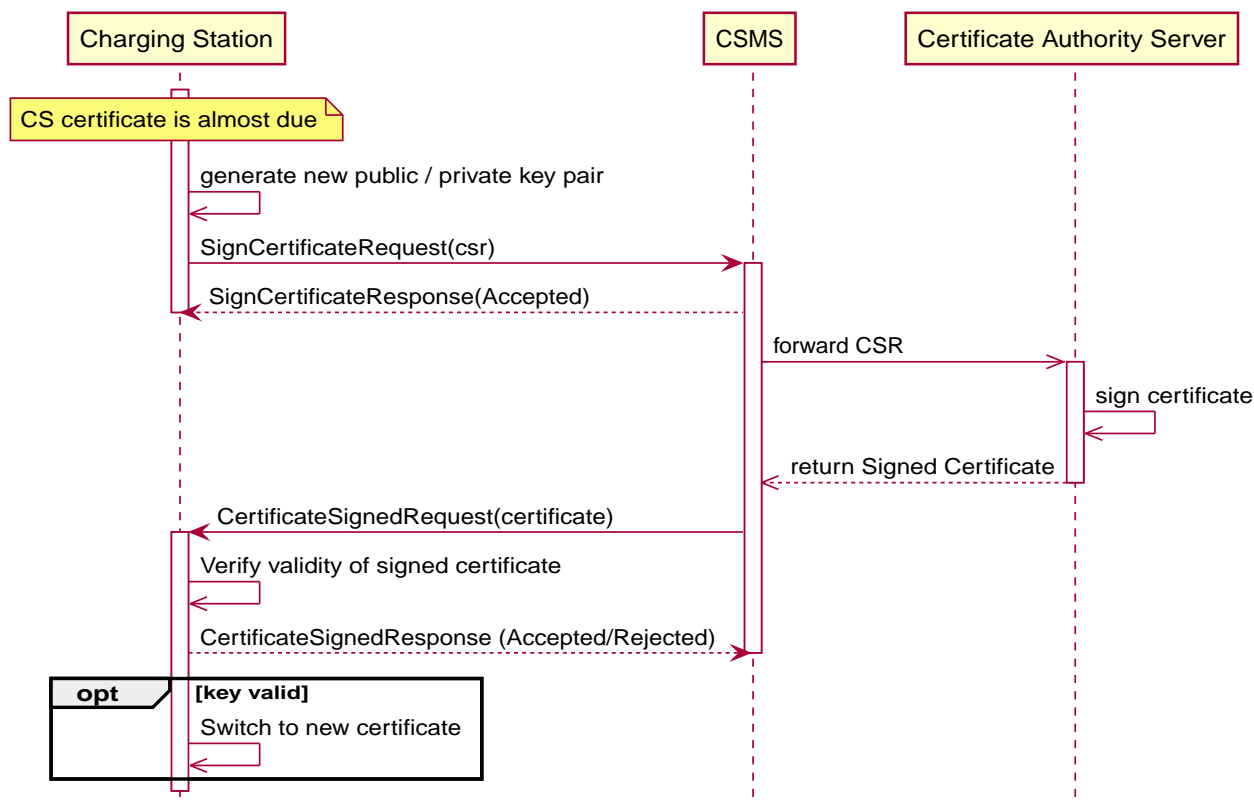 Charging Station
CSMS
Certificate Authority Server
CS certificate is almost due
generate new public / private key pair
SignCertificateRequest(csr)
SignCertificateResponse(Accepted)
forward CSR
sign certificate
return Signed Certificate
CertificateSignedRequest(certificate)
Verify validity of signed certificate
CertificateSignedResponse (Accepted/Rejected)
opt [key valid]
Switch to new certificate